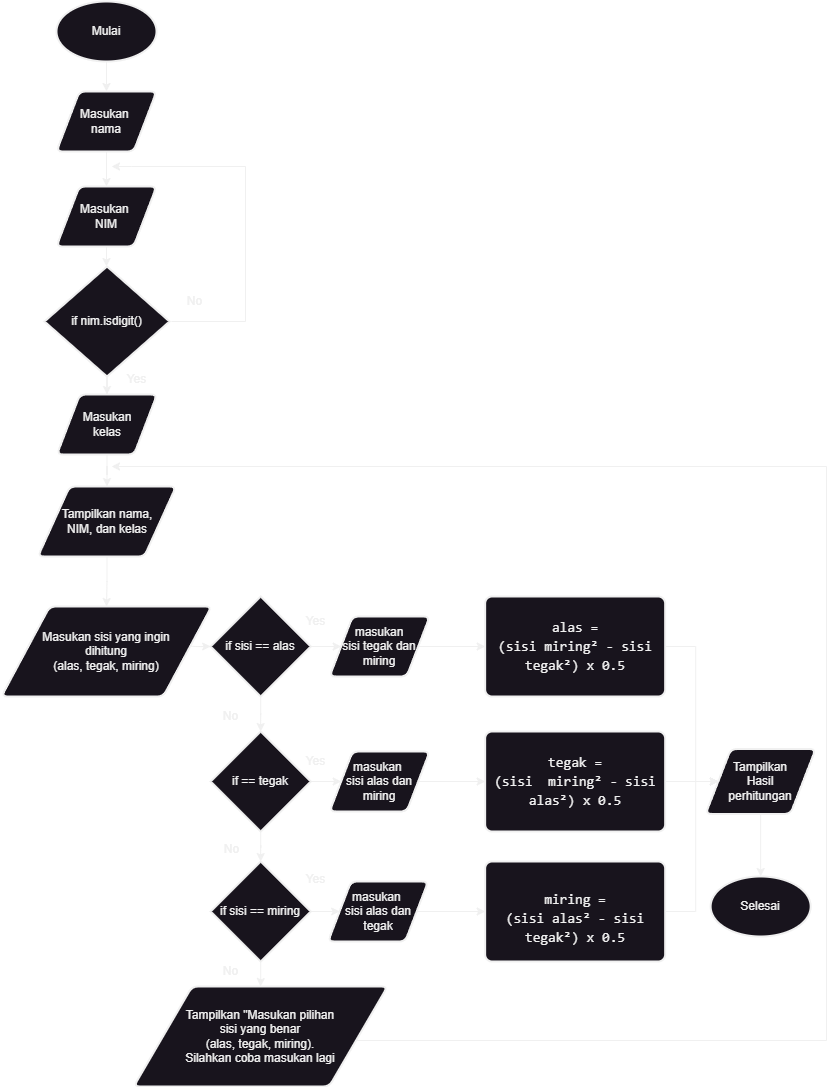 Mulai
Masukan
nama
Masukan
NIM
if nim.isdigit()
No
Yes
Masukan
kelas
Tampilkan nama,
NIM, dan kelas
Masukan sisi yang ingin
dihitung
(alas, tegak, miring)
if sisi == alas
Yes
masukan
sisi tegak dan
miring
alas =
(sisi miring² - sisi
tegak²) x 0.5
No
if == tegak
Yes
masukan
sisi alas dan
miring
tegak =
(sisi  miring² - sisi
alas²) x 0.5
Tampilkan
Hasil
perhitungan
No
if sisi == miring
Yes
masukan
sisi alas dan
tegak
miring =
(sisi alas² - sisi
tegak²) x 0.5
Selesai
No
Tampilkan "Masukan pilihan
sisi yang benar
(alas, tegak, miring).
Silahkan coba masukan lagi